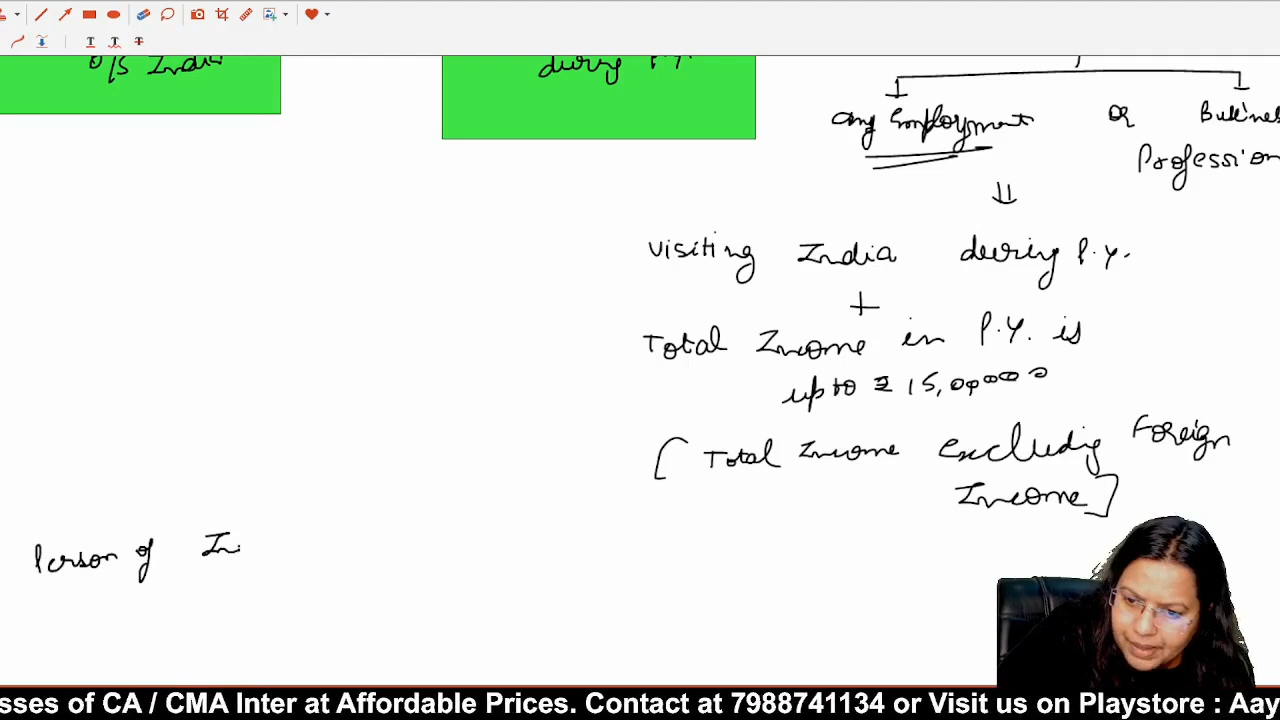 O/S India
during P.Y.
any Employment or Busines
Profession
Visiting India during P.Y.
+
Total Income in P.Y. is
upto ₹ 15,00,000
[Total Income excluding Foreign
Income]
Person of In
sses of CA / CMA Inter at Affordable Prices. Contact at 7988741134 or Visit us on Playstore : Aay